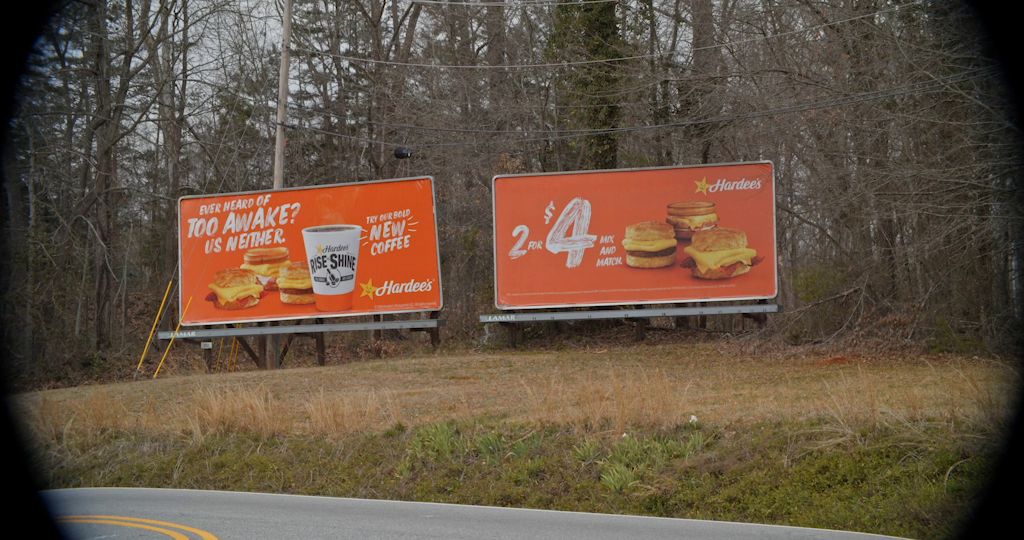 EVER HEARD OF
TOO AWAKE?
US NEITHER.
TRY OUR BOLD
NEW
COFFEE
Hardee's
RISE SHINE
Hardee's
LAMAR
Hardee's
2 FOR $4
MIX
AND
MATCH.
LAMAR